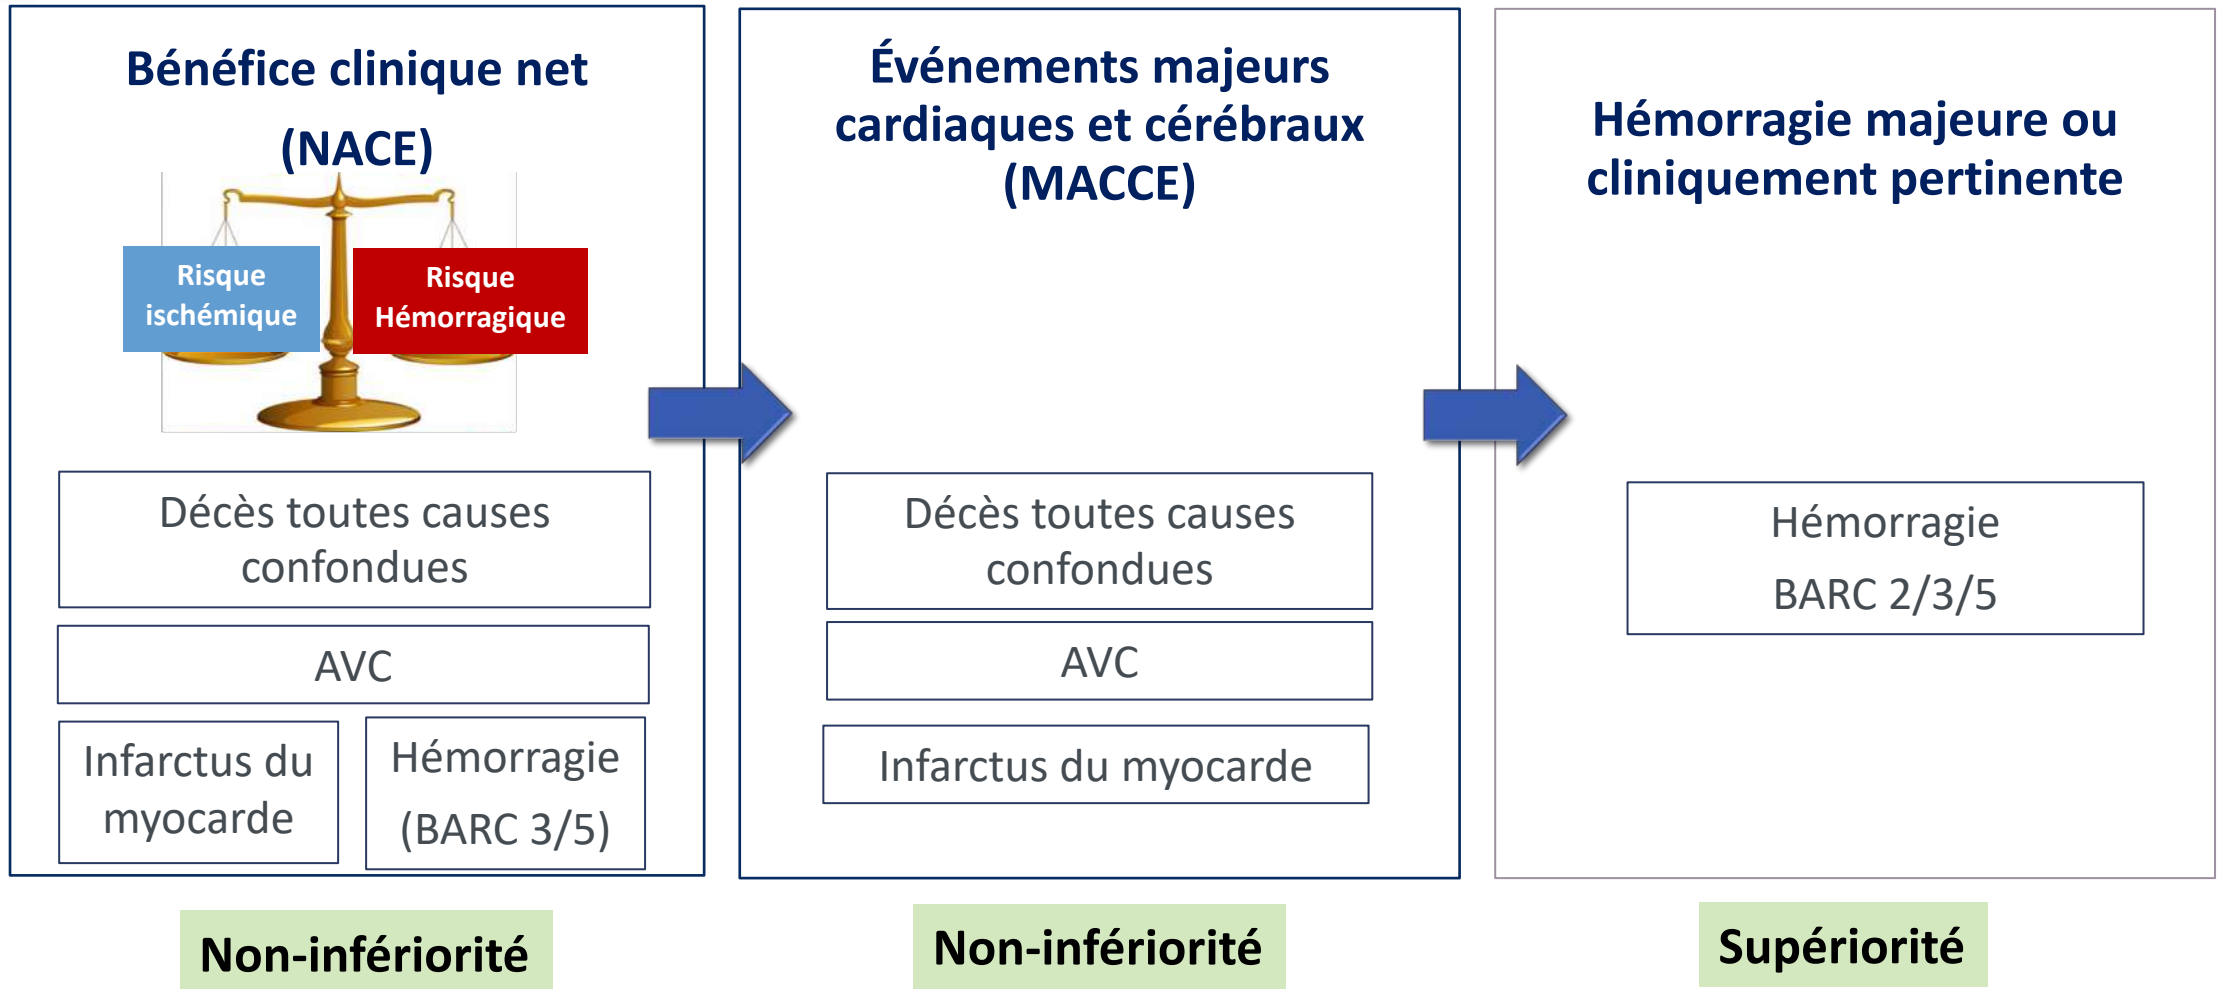 Bénéfice clinique net
(NACE)
Risque
ischémique
Risque
Hémorragique
Décès toutes causes
confondues
AVC
Infarctus du
myocarde
Hémorragie
(BARC 3/5)
Non-infériorité
Événements majeurs
cardiaques et cérébraux
(MACCE)
Décès toutes causes
confondues
AVC
Infarctus du myocarde
Non-infériorité
Hémorragie majeure ou
cliniquement pertinente
Hémorragie
BARC 2/3/5
Supériorité